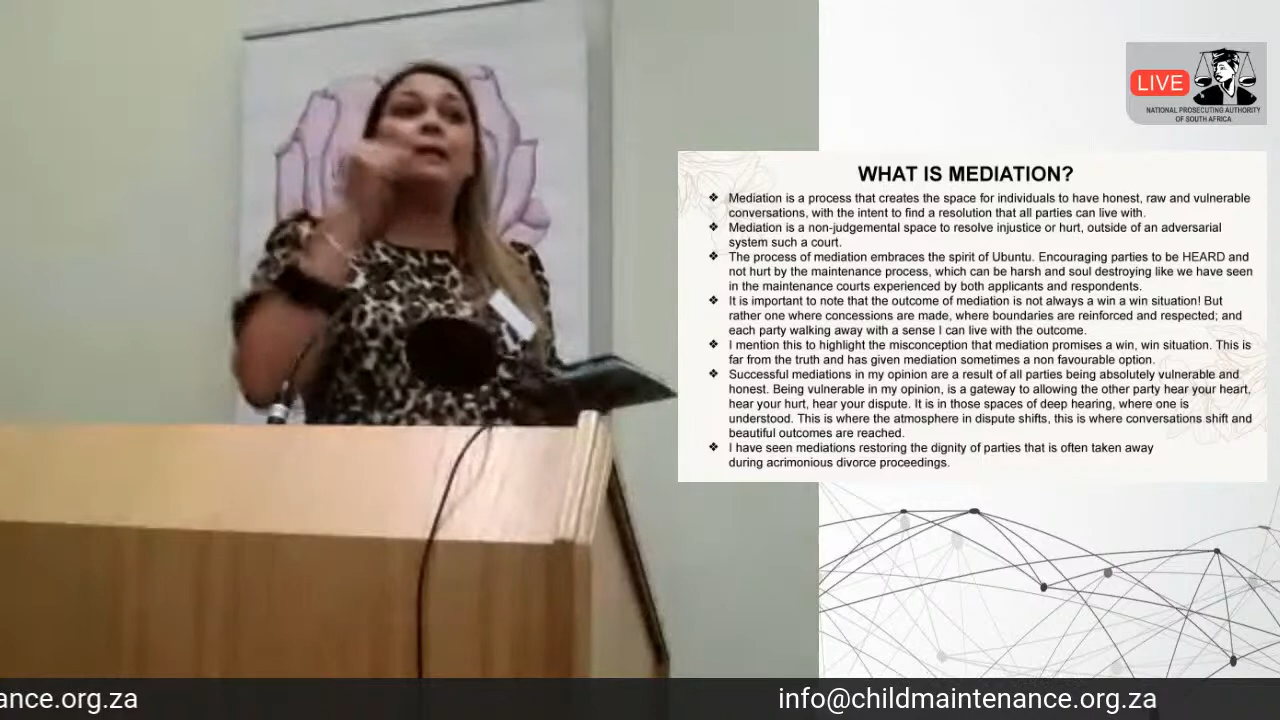 LIVE
NATIONAL PROSECUTING AUTHORITY
OF SOUTH AFRICA
WHAT IS MEDIATION?
❖ Mediation is a process that creates the space for individuals to have honest, raw and vulnerable
conversations, with the intent to find a resolution that all parties can live with.
❖ Mediation is a non-judgemental space to resolve injustice or hurt, outside of an adversarial
system such a court.
❖ The process of mediation embraces the spirit of Ubuntu. Encouraging parties to be HEARD and
not hurt by the maintenance process, which can be harsh and soul destroying like we have seen
in the maintenance courts experienced by both applicants and respondents.
❖ It is important to note that the outcome of mediation is not always a win a win situation! But
rather one where concessions are made, where boundaries are reinforced and respected; and
each party walking away with a sense I can live with the outcome.
❖ I mention this to highlight the misconception that mediation promises a win, win situation. This is
far from the truth and has given mediation sometimes a non favourable option.
❖ Successful mediations in my opinion are a result of all parties being absolutely vulnerable and
honest. Being vulnerable in my opinion, is a gateway to allowing the other party hear your heart,
hear your hurt, hear your dispute. It is in those spaces of deep hearing, where one is
understood. This is where the atmosphere in dispute shifts, this is where conversations shift and
beautiful outcomes are reached.
❖ I have seen mediations restoring the dignity of parties that is often taken away
during acrimonious divorce proceedings.
ance.org.za
info@childmaintenance.org.za